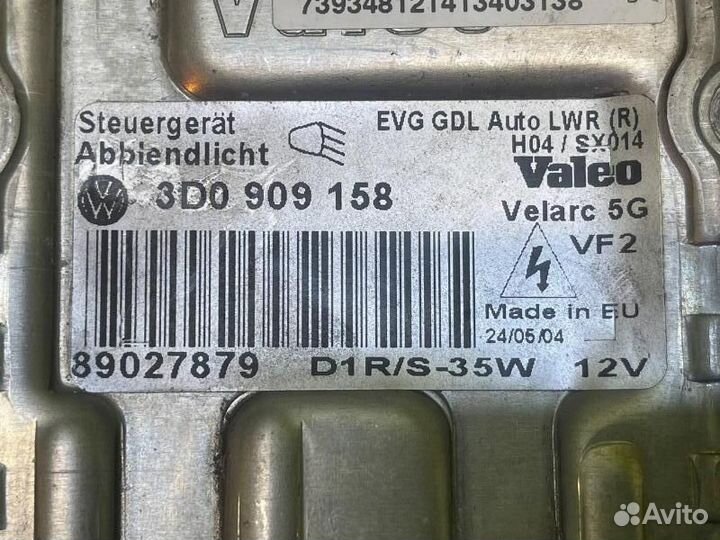 739348121413403138
Steuergerät
Abblendlicht
EVG GDL Auto LWR (R)
H04 / SX014
Valeo
3D0 909 158
Velarc 5G
VF2
Made in EU
24/05/04
89027879
D1R/S-35W
12V
Avito